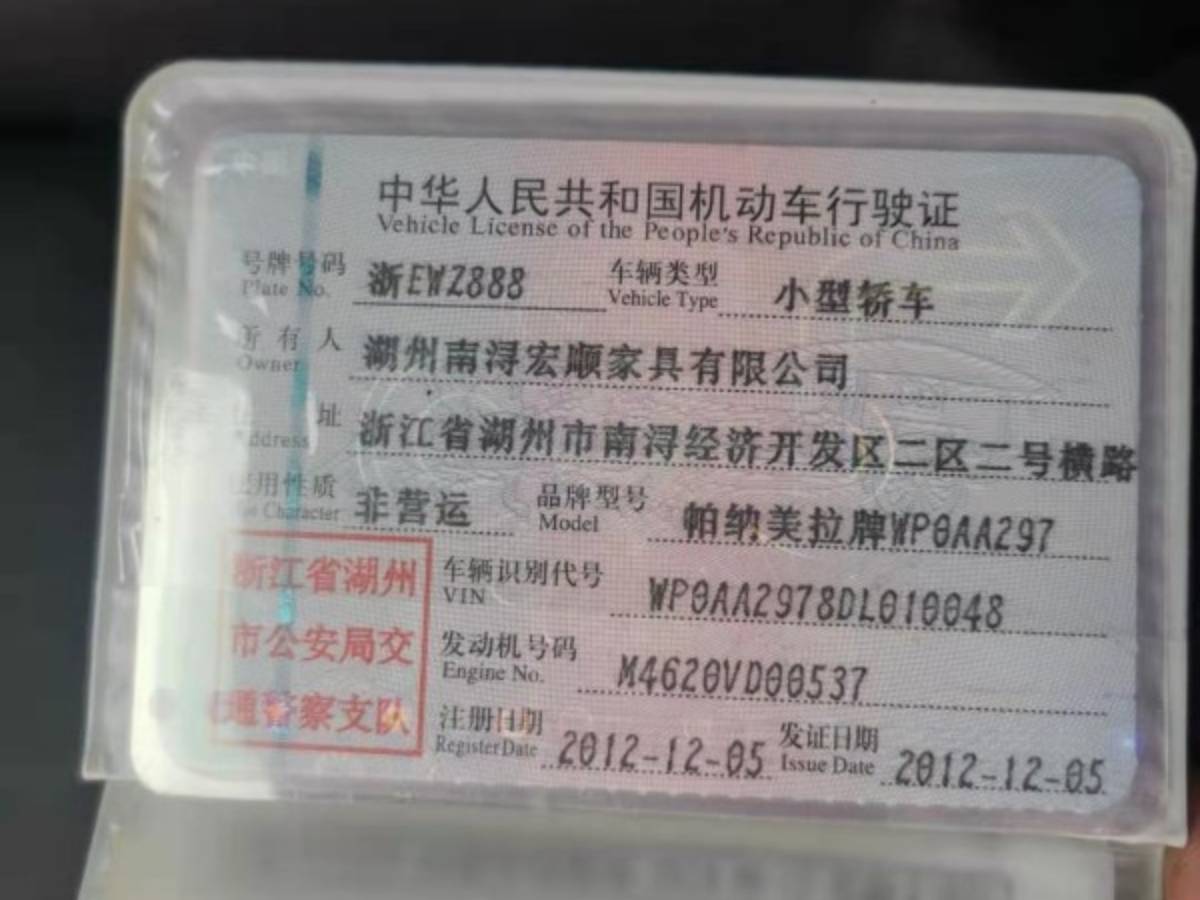 中华人民共和国机动车行驶证
Vehicle License of the People's Republic of China
号牌号码 浙EWZ888 车辆类型 小型轿车
Plate No. Vehicle Type
所有人 湖州南浔宏顺家具有限公司
Owner
址 浙江省湖州市南浔经济开发区二区二号横路
Address
使用性质 非营运 品牌型号 帕纳美拉牌WP0AA297
Character Model
浙江省湖州
市公安局交
通警察支队
车辆识别代号 WP0AA2978DL010048
VIN
发动机号码 M4620VD00537
Engine No.
注册日期 2012-12-05 发证日期 2012-12-05
Register Date Issue Date